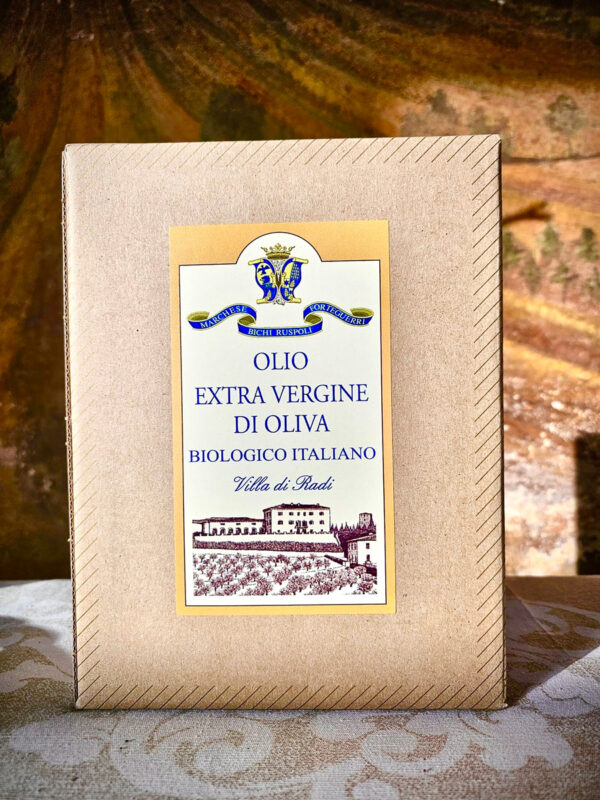 MARCHESE BICHI RUSPOLI FORTEGUERRI
OLIO
EXTRA VERGINE
DI OLIVA
BIOLOGICO ITALIANO
Villa di Radi